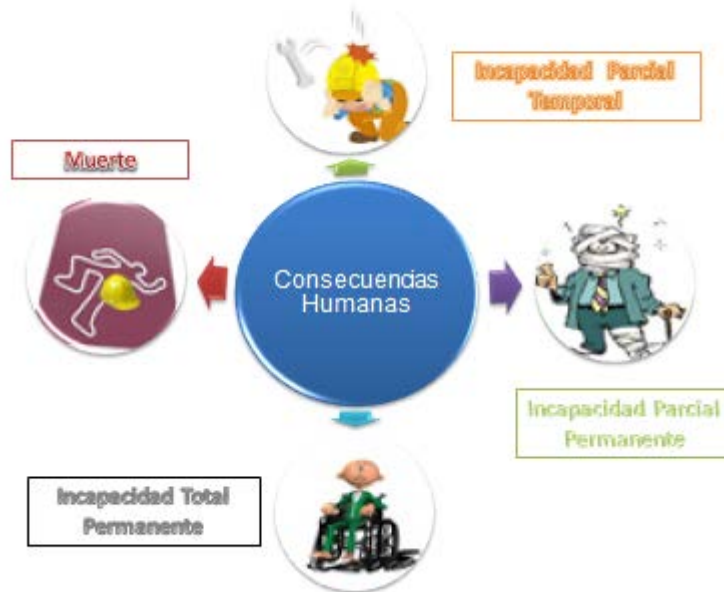 Incapacidad Parcial
Temporal
Muerte
Consecuencias
Humanas
Incapacidad Parcial
Permanente
Incapacidad Total
Permanente